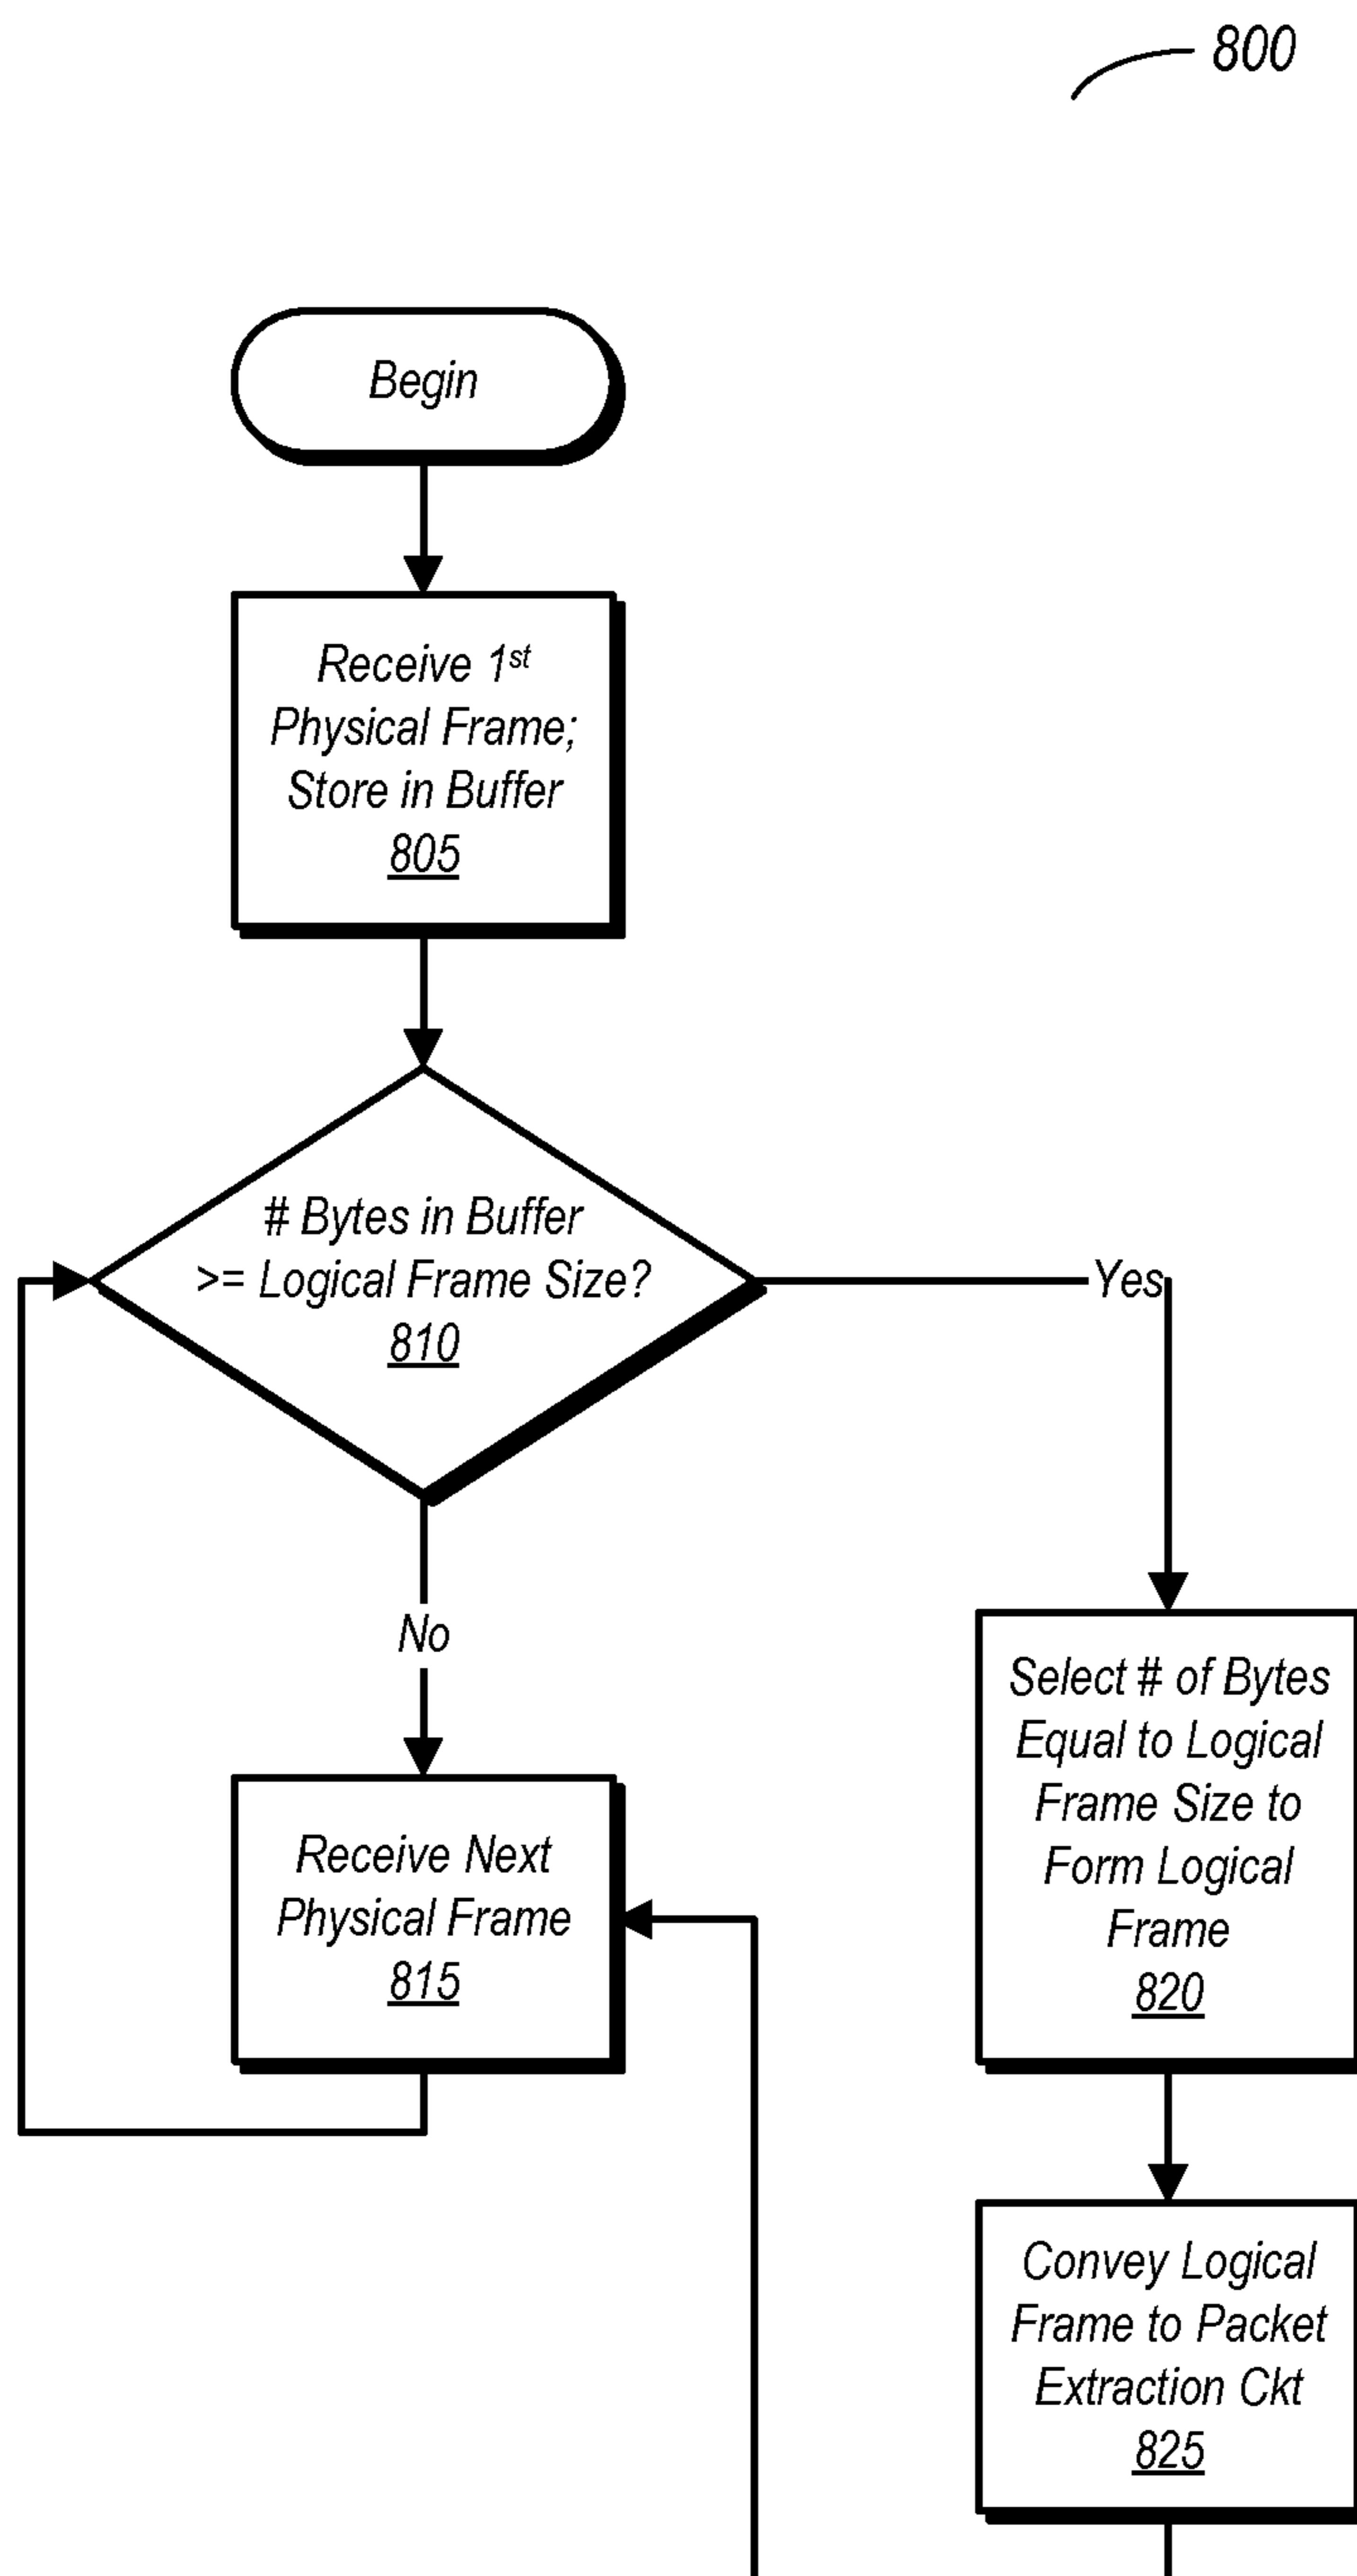 800
Begin
Receive 1st
Physical Frame;
Store in Buffer
805
# Bytes in Buffer
>= Logical Frame Size?
810
Yes
No
Receive Next
Physical Frame
815
Select # of Bytes
Equal to Logical
Frame Size to
Form Logical
Frame
820
Convey Logical
Frame to Packet
Extraction Ckt
825